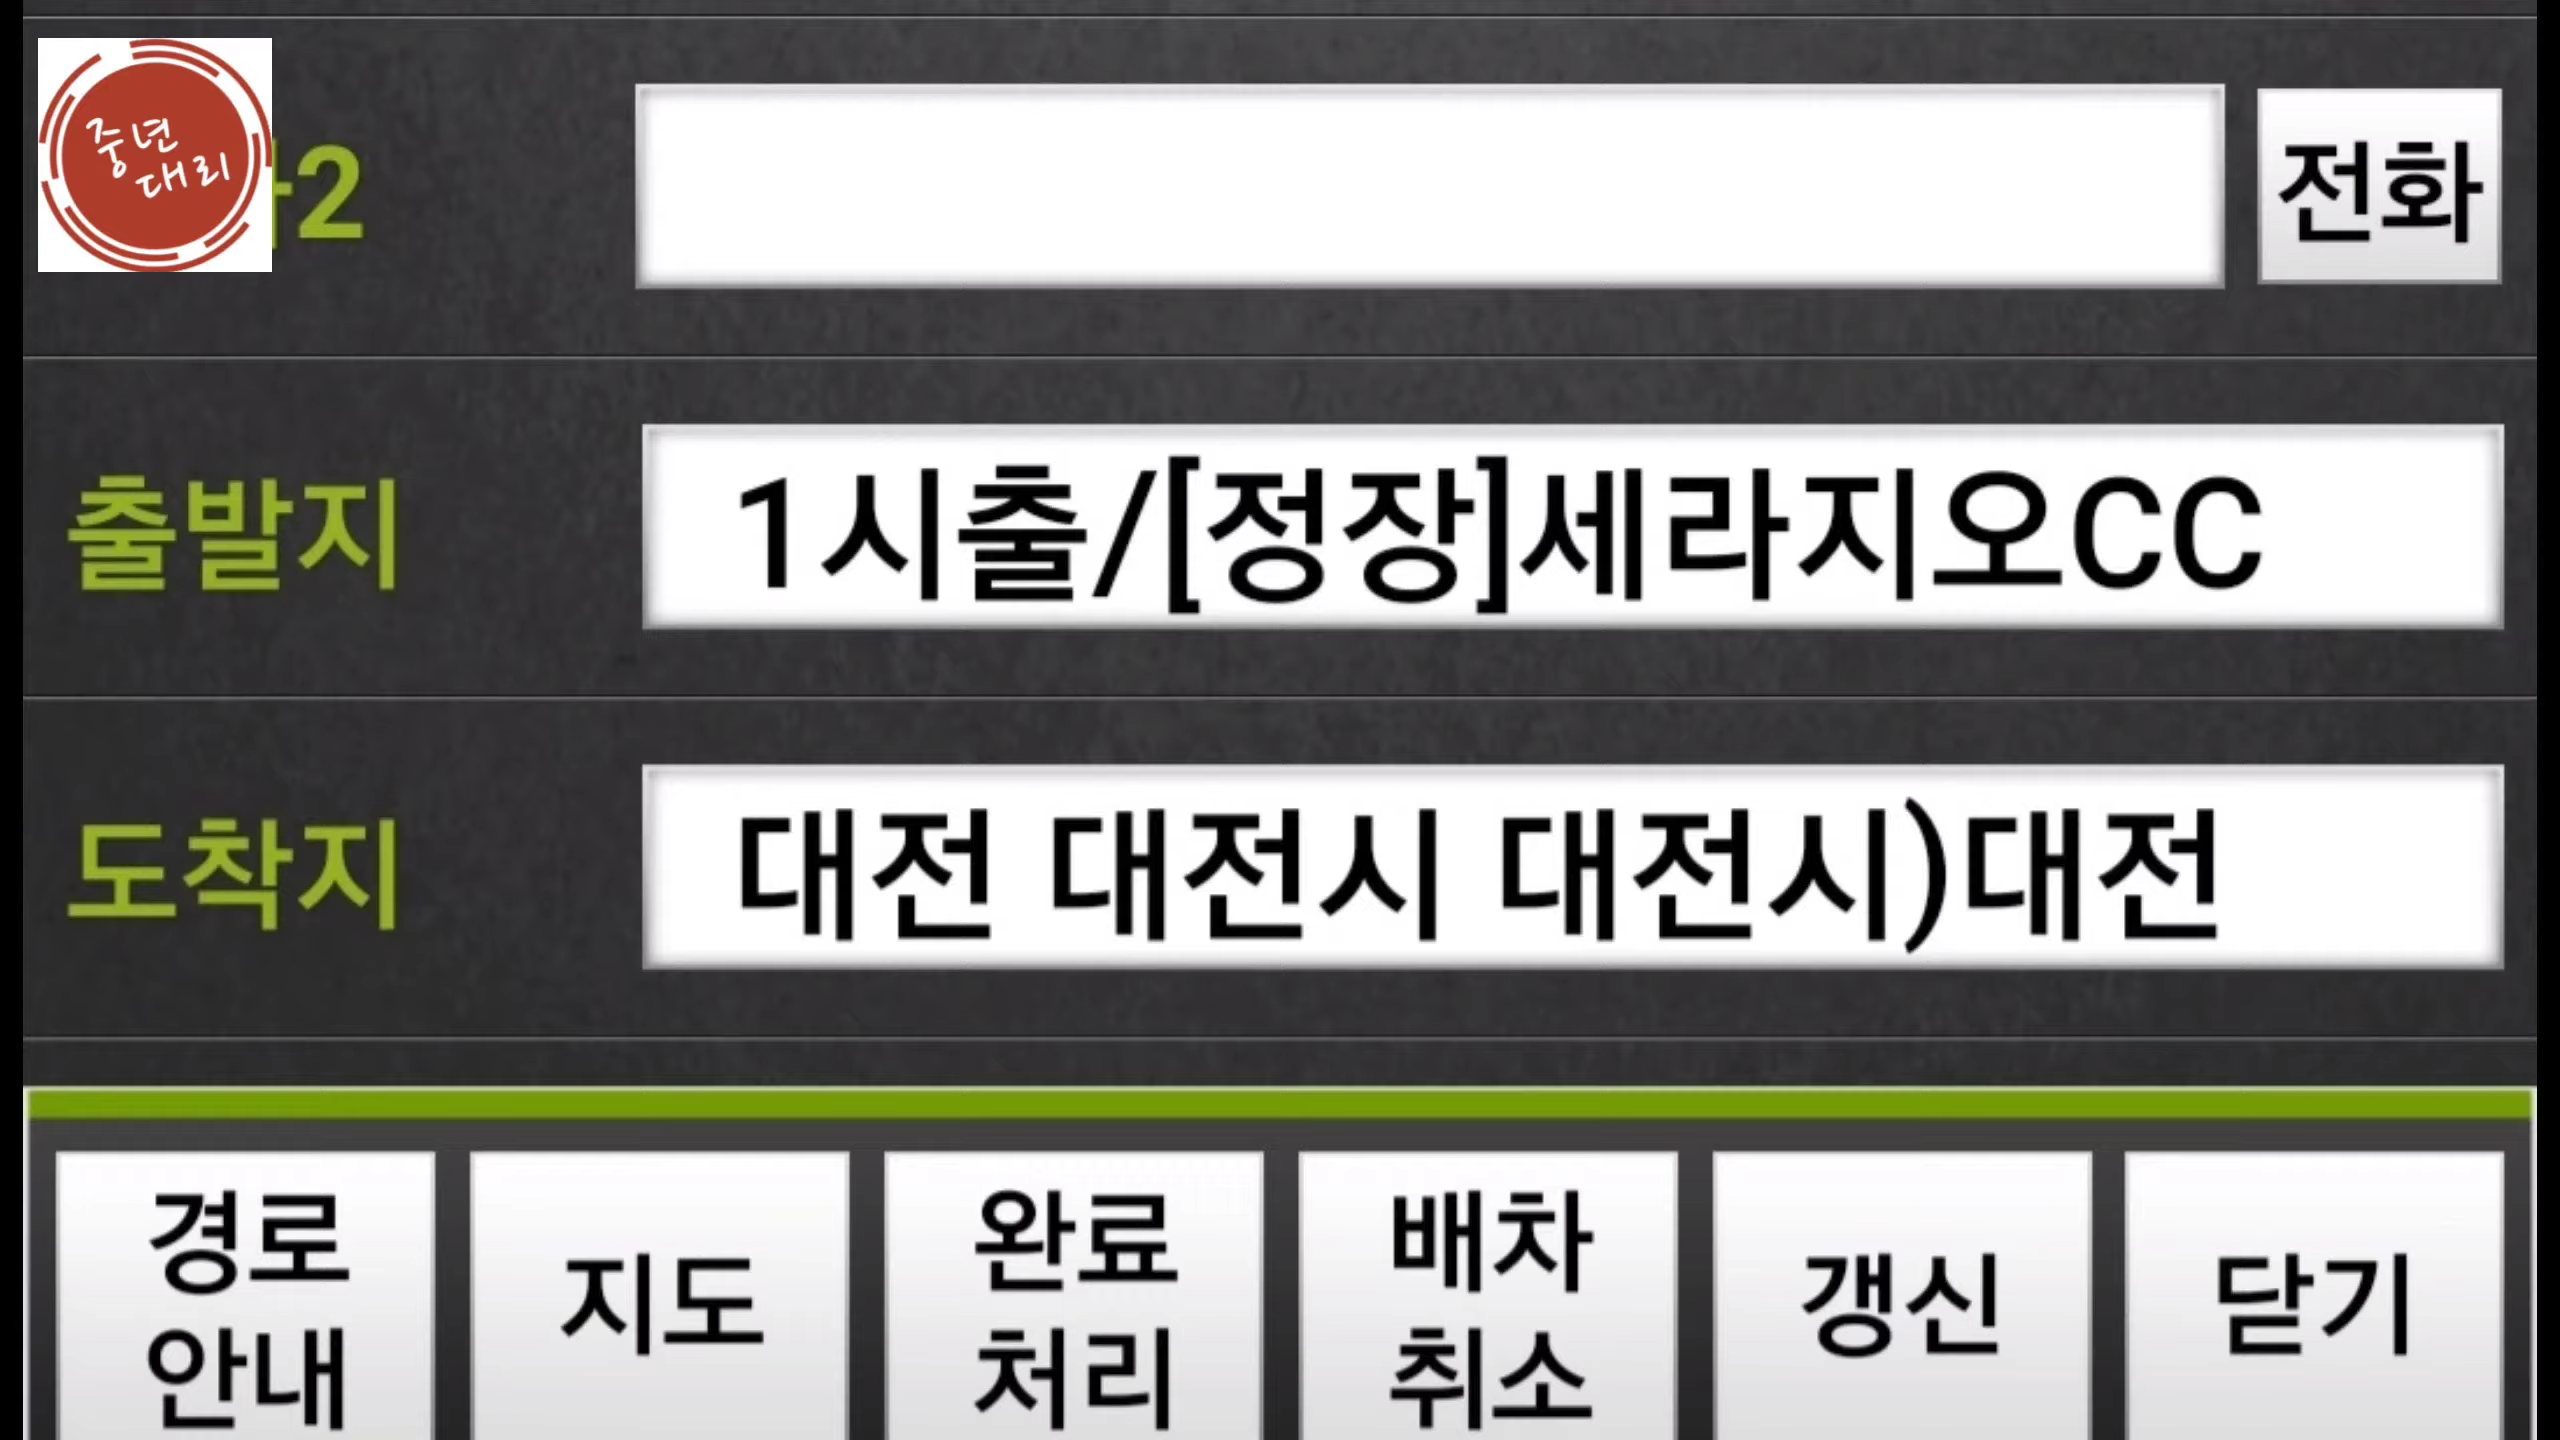 중년
대리
2
전화
출발지
1시출/[정장]세라지오CC
도착지
대전 대전시 대전시)대전
경로
안내
지도
완료
처리
배차
취소
갱신
닫기